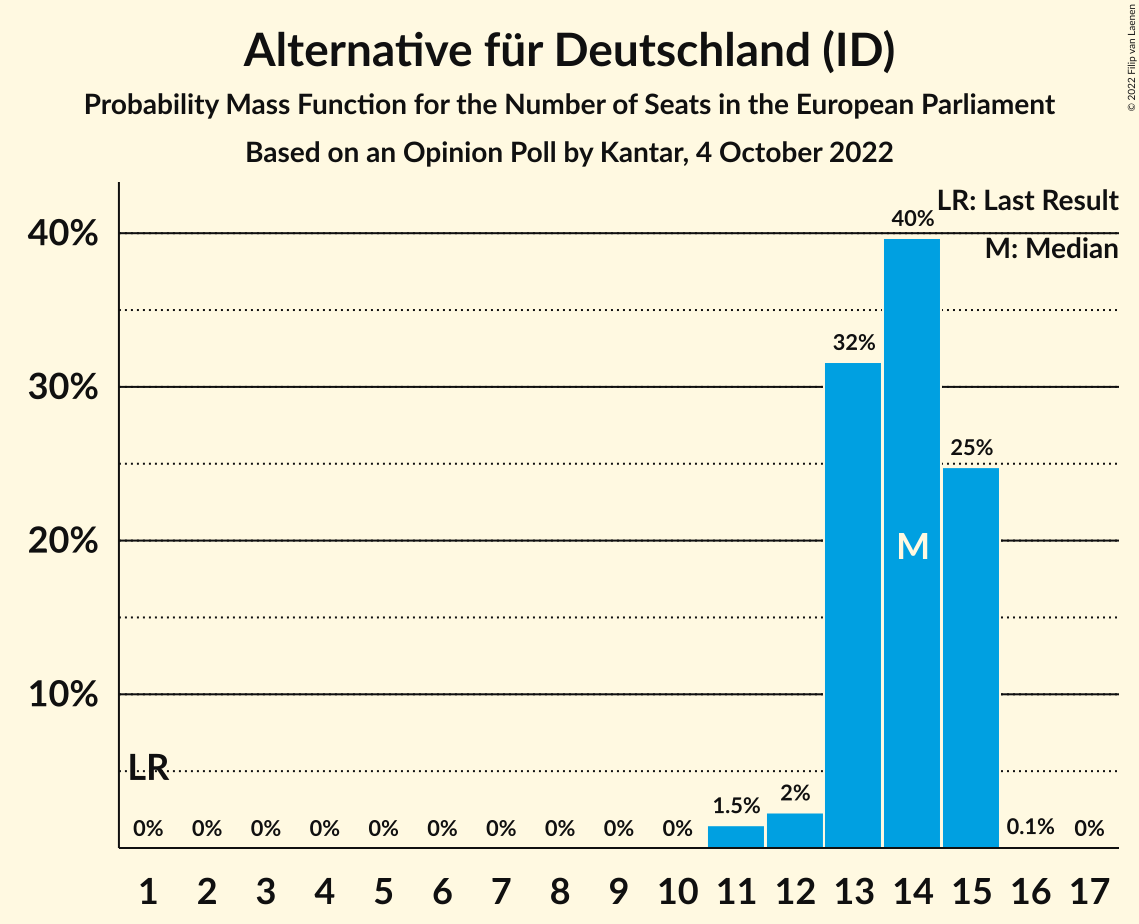 Alternative für Deutschland (ID)
Probability Mass Function for the Number of Seats in the European Parliament
Based on an Opinion Poll by Kantar, 4 October 2022
© 2022 Filip van Laenen
LR: Last Result
M: Median
40%
30%
20%
10%
LR
0% 0% 0% 0% 0% 0% 0% 0% 0% 0% 1.5% 2% 32% 40% 25% 0.1% 0%
M
1 2 3 4 5 6 7 8 9 10 11 12 13 14 15 16 17